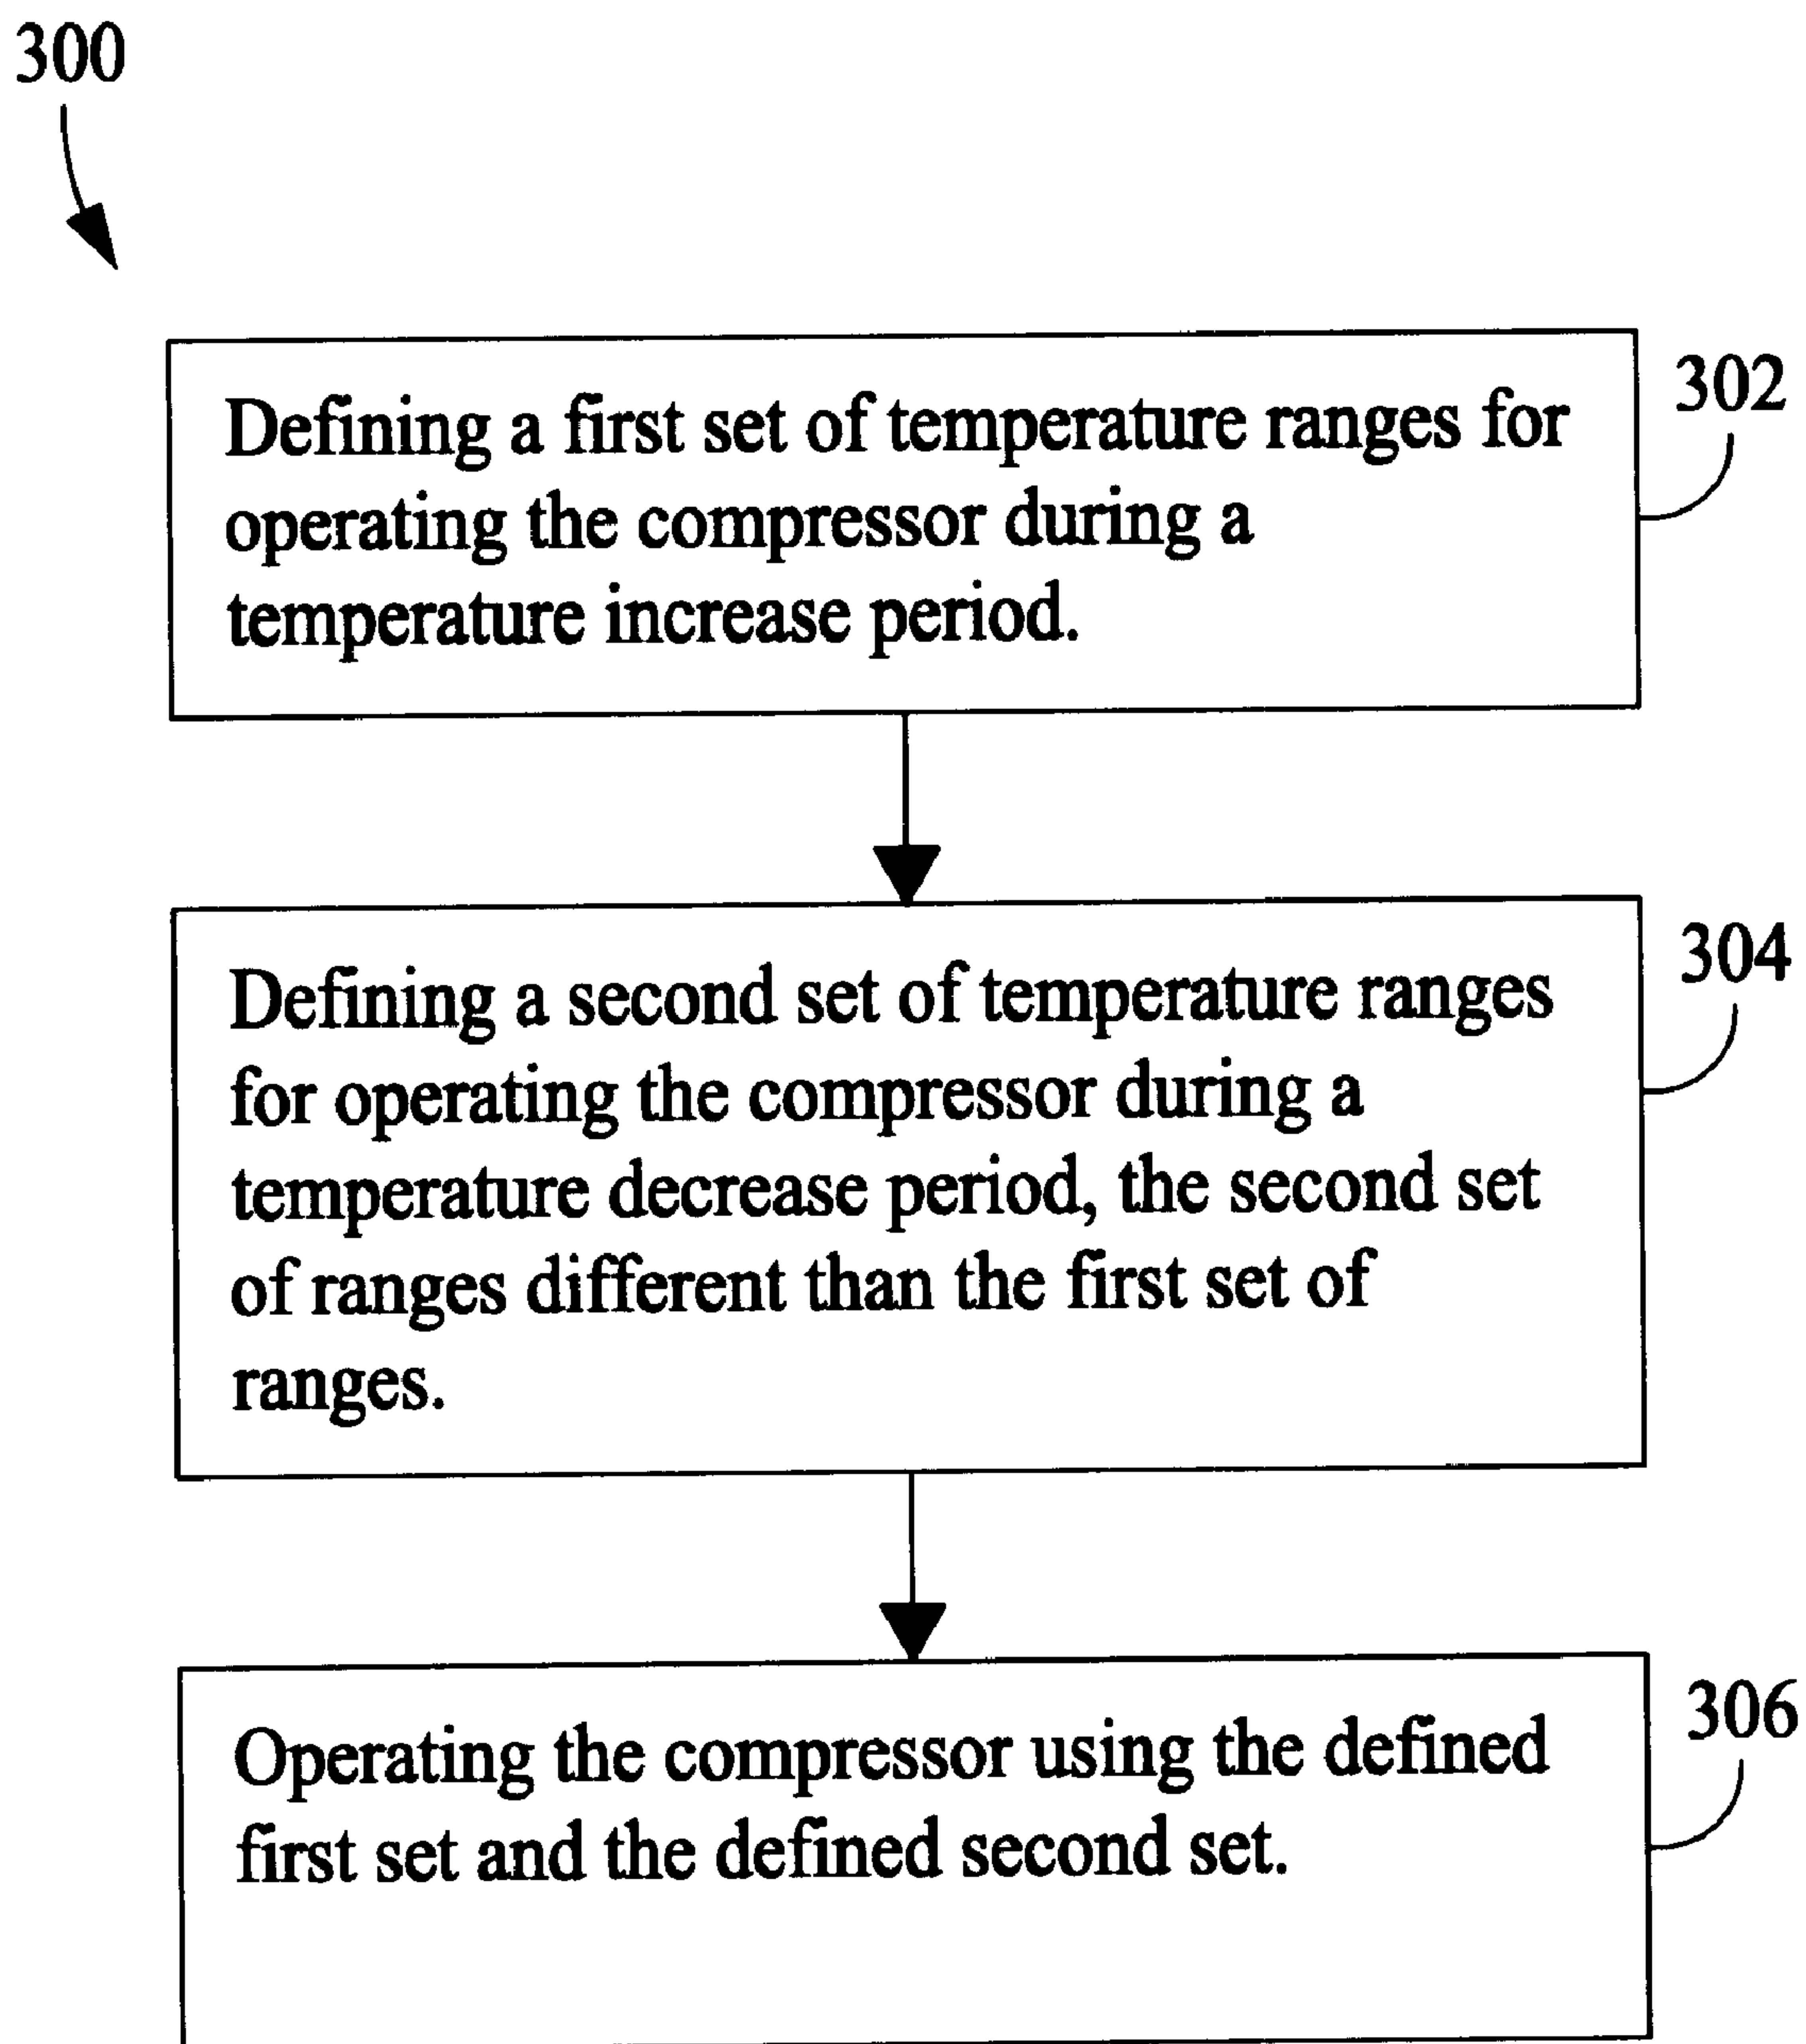 300
302
Defining a first set of temperature ranges for
operating the compressor during a
temperature increase period.
304
Defining a second set of temperature ranges
for operating the compressor during a
temperature decrease period, the second set
of ranges different than the first set of
ranges.
306
Operating the compressor using the defined
first set and the defined second set.